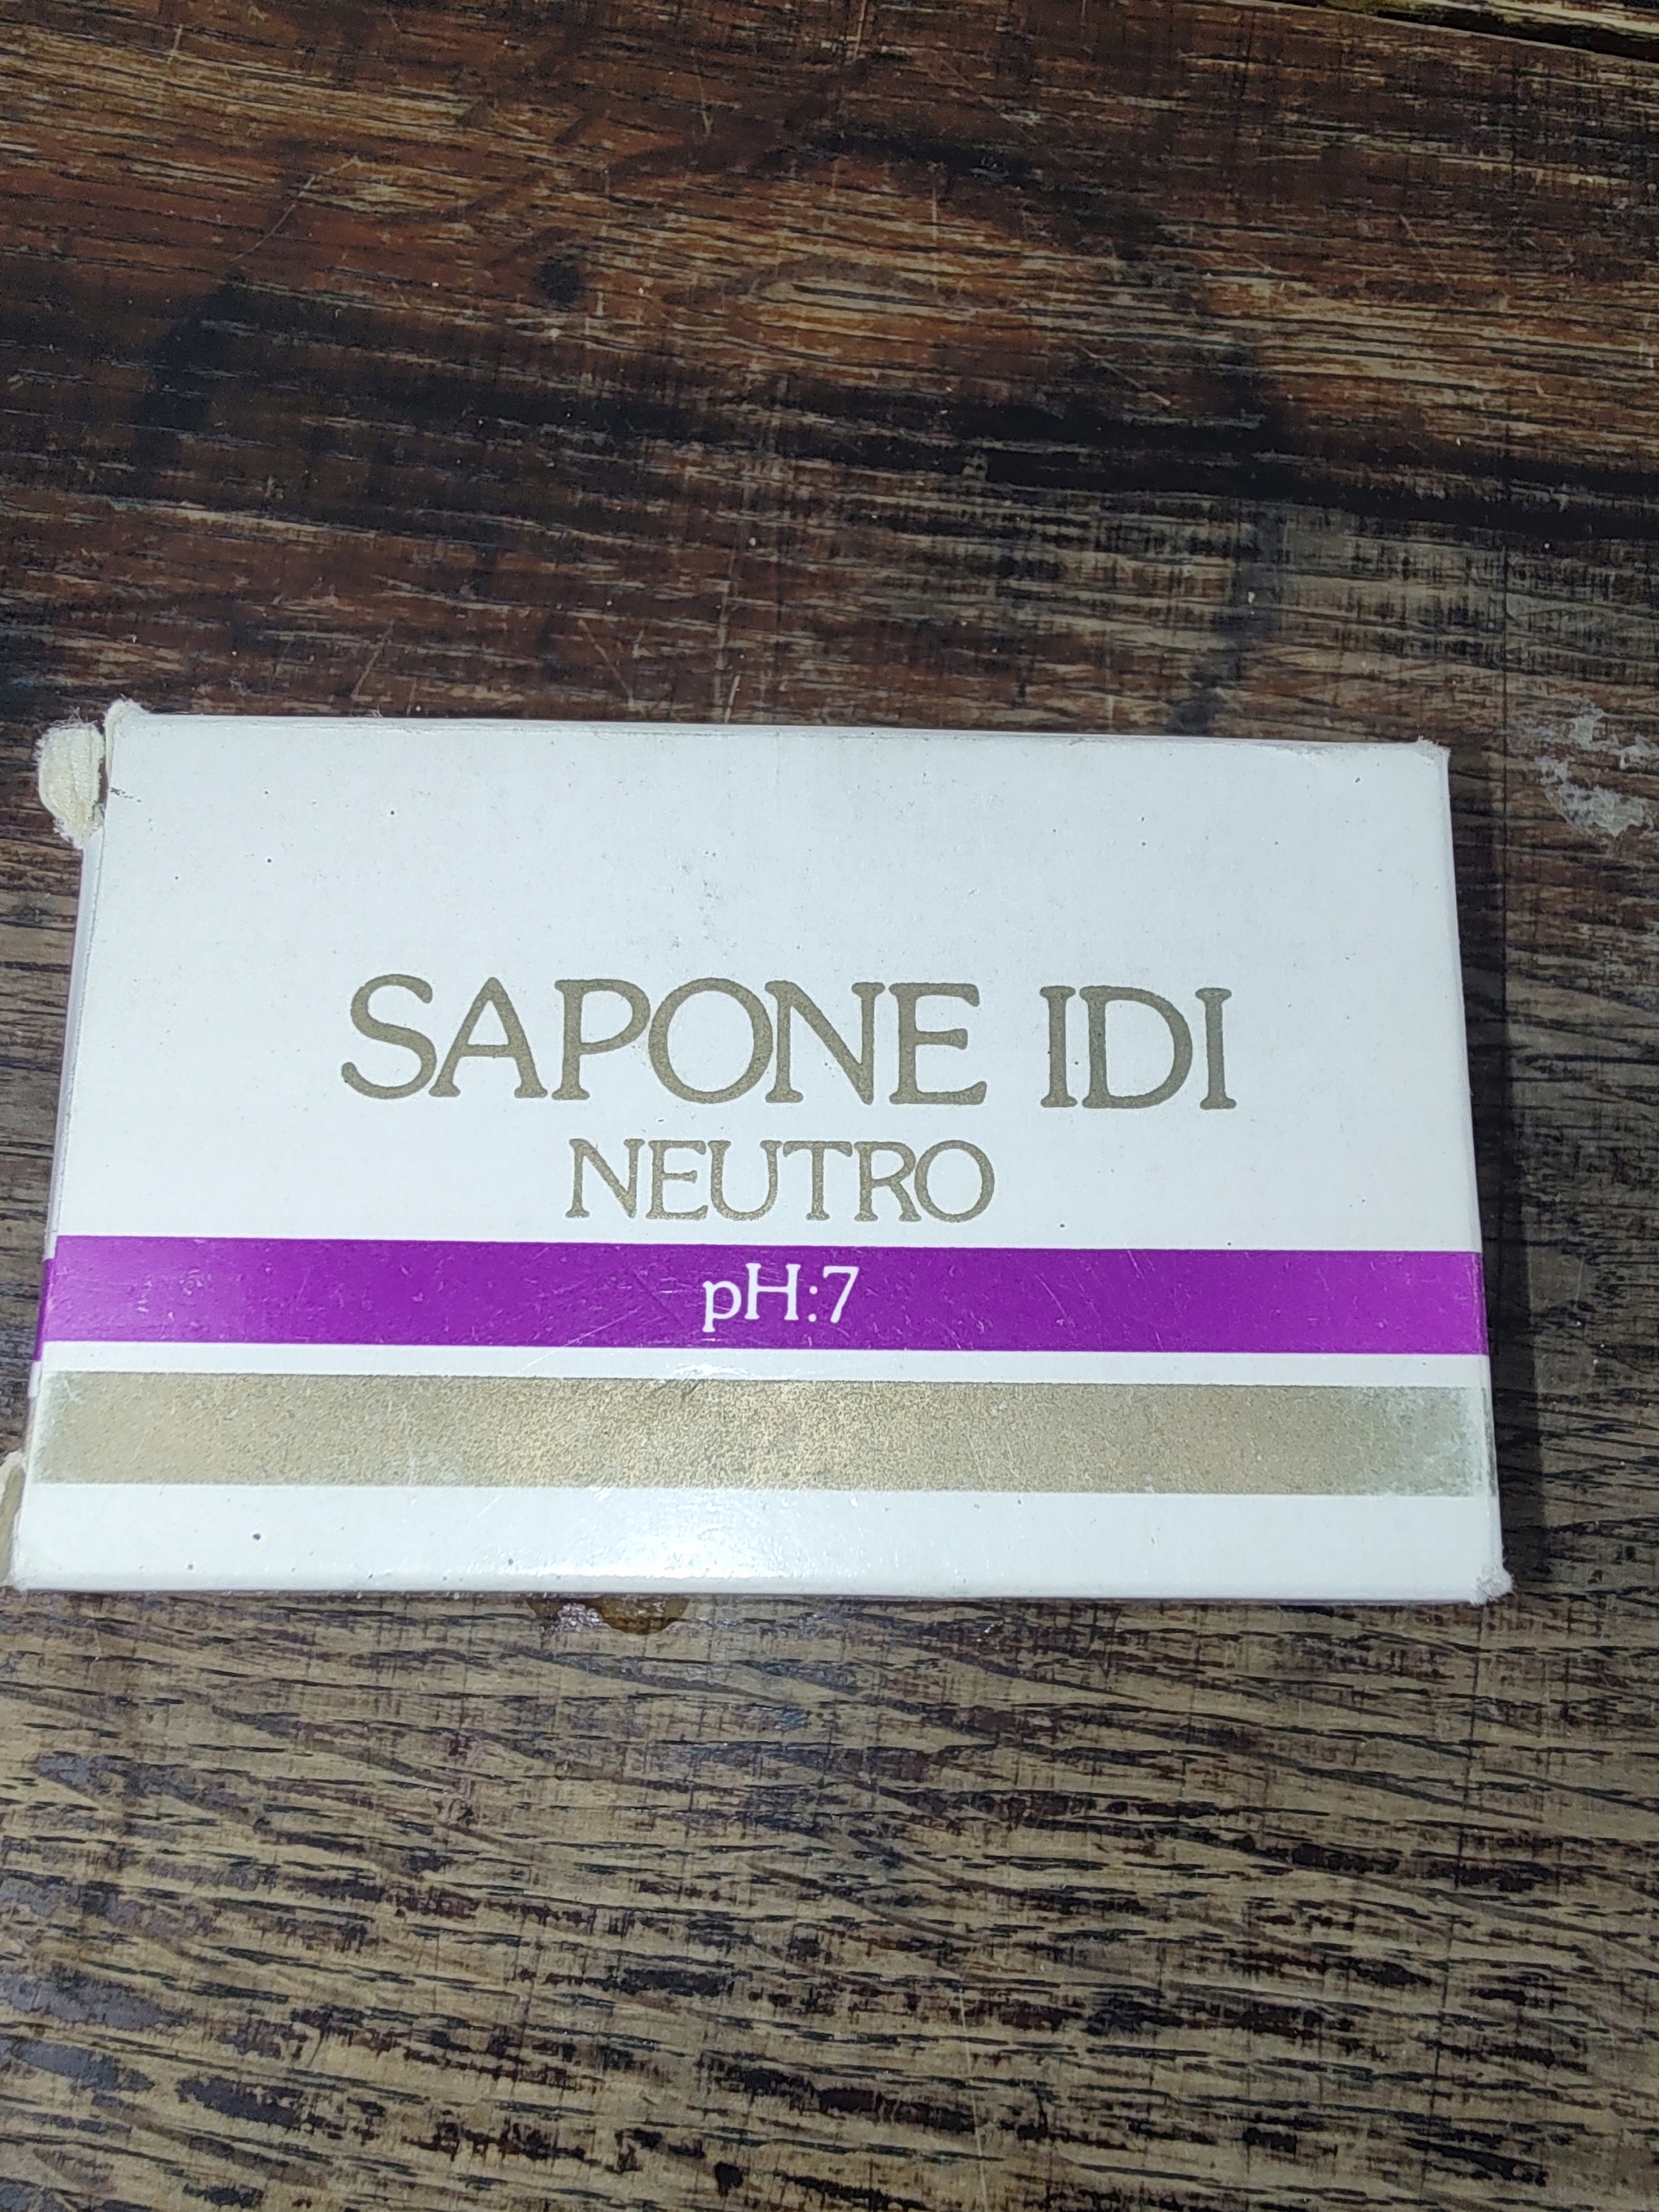 SAPONE IDI
NEUTRO
pH:7